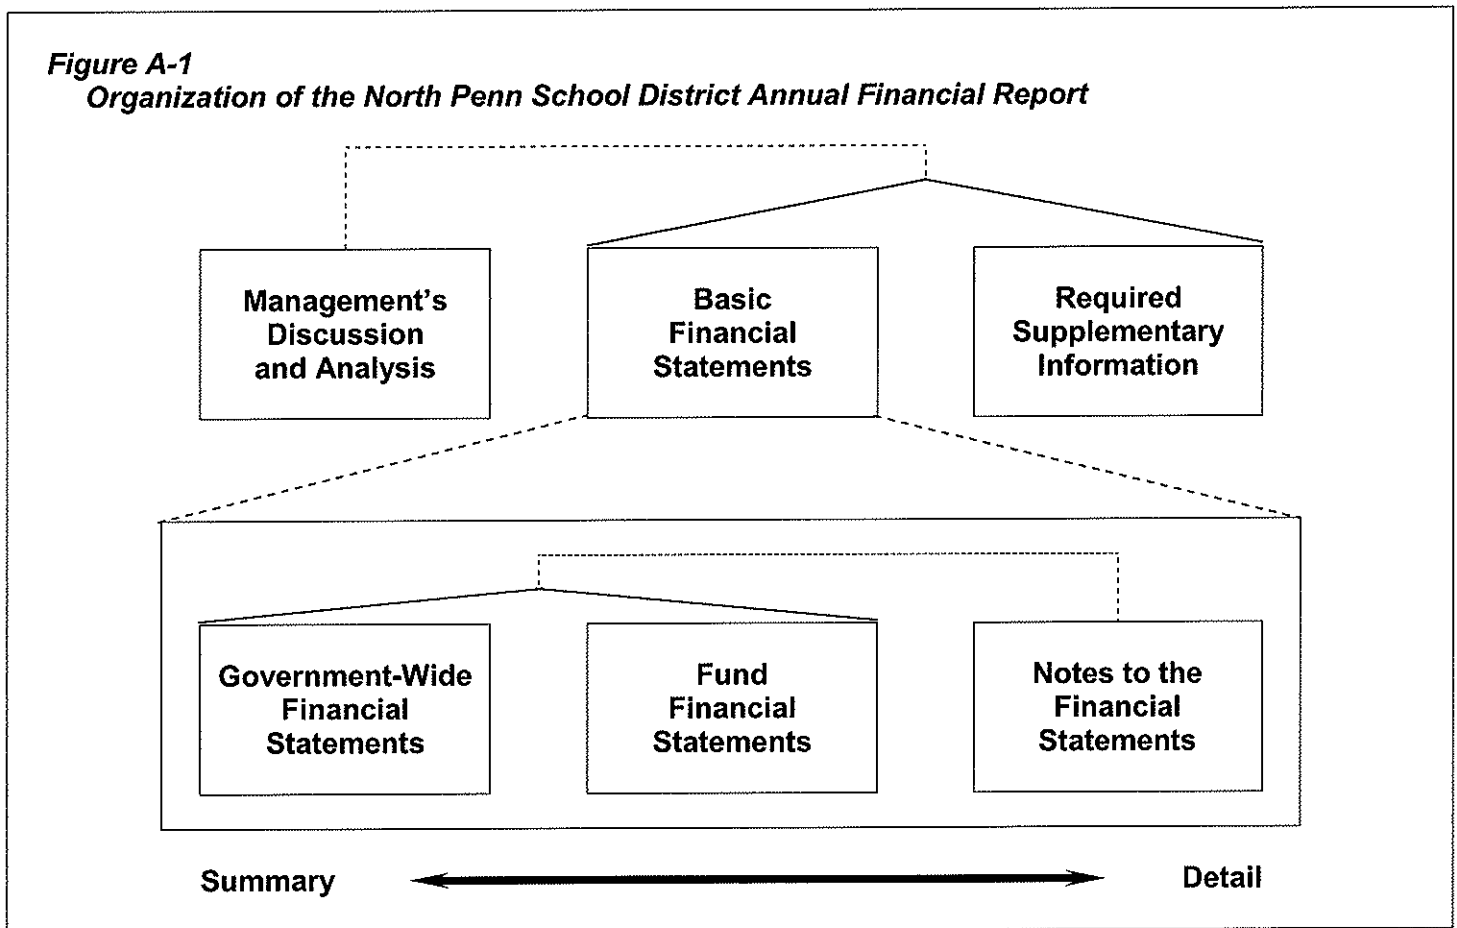 Figure A-1
Organization of the North Penn School District Annual Financial Report
Management's
Discussion
and Analysis
Basic
Financial
Statements
Required
Supplementary
Information
Government-Wide
Financial
Statements
Fund
Financial
Statements
Notes to the
Financial
Statements
Summary
Detail